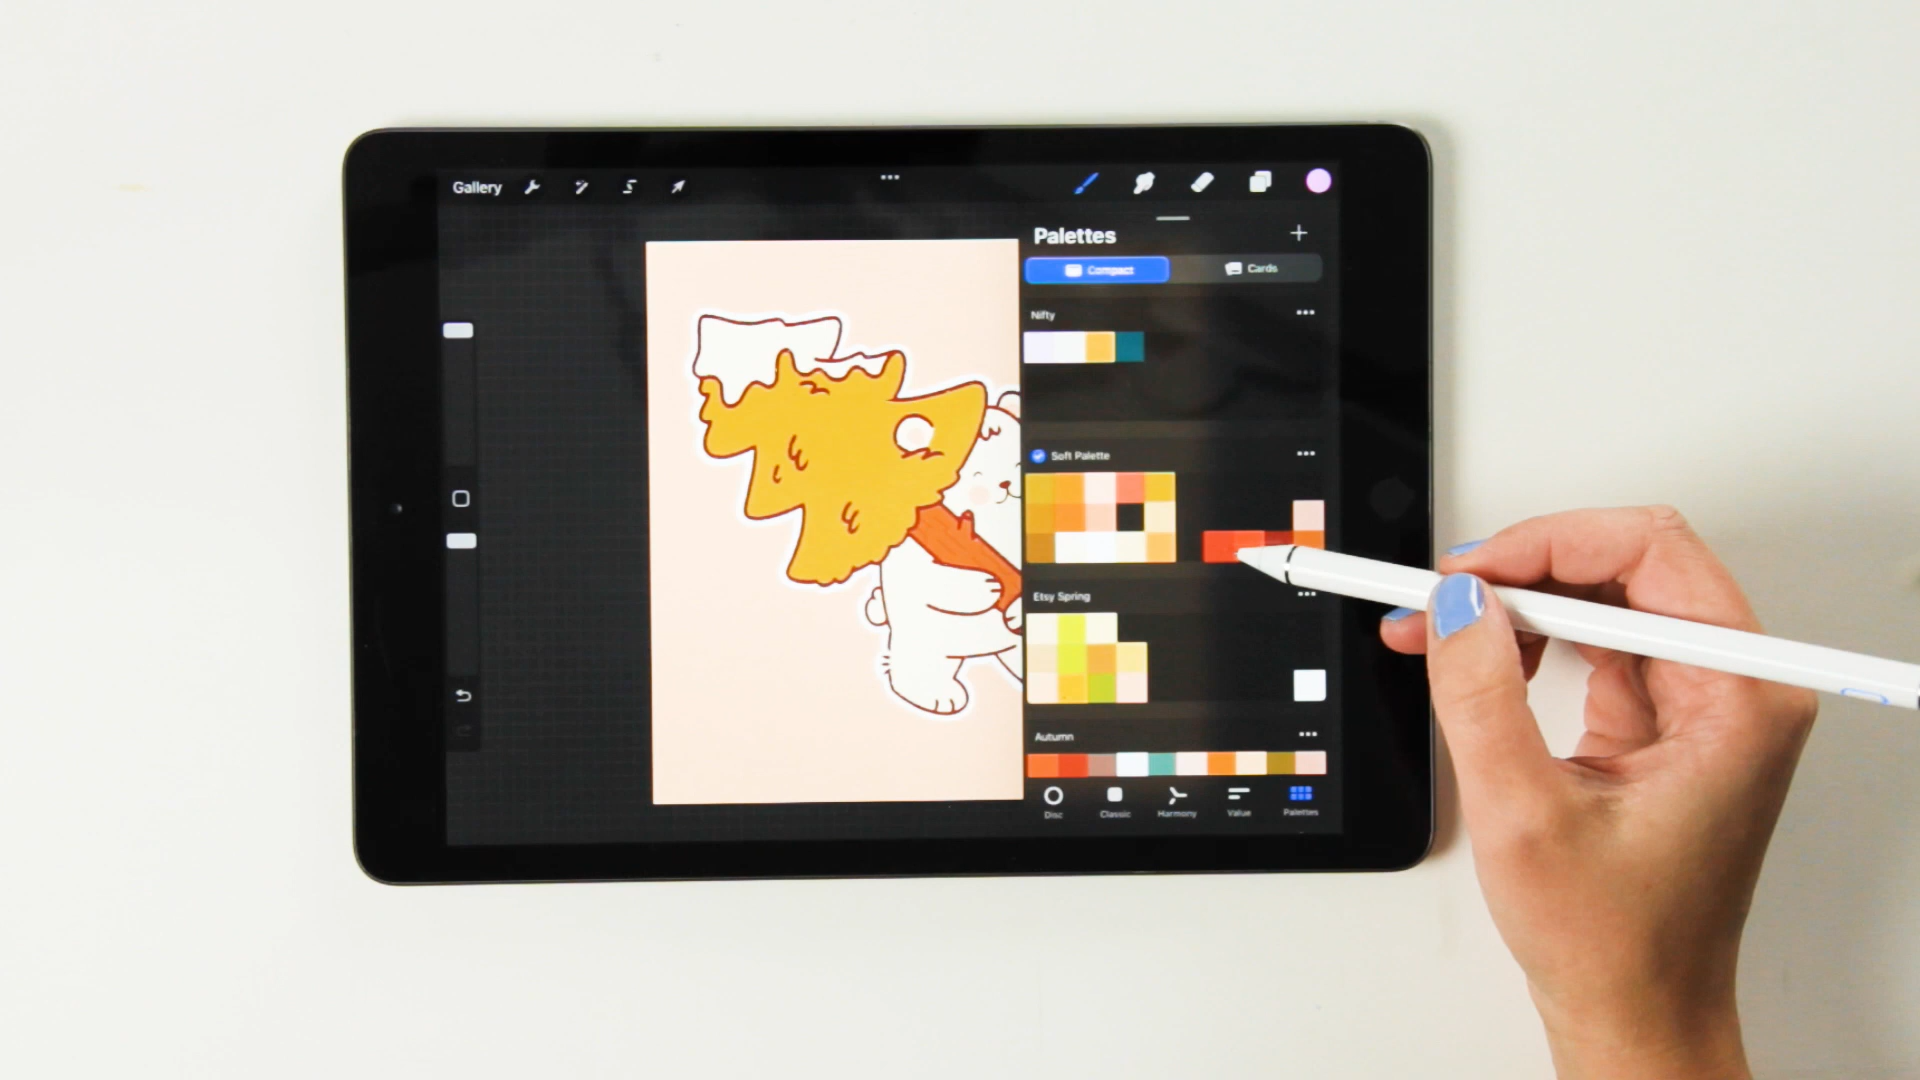 Gallery
Palettes
Compact
Cards
Nifty
Soft Palette
Etsy Spring
Autumn
Disc
Classic
Harmony
Value
Palettes